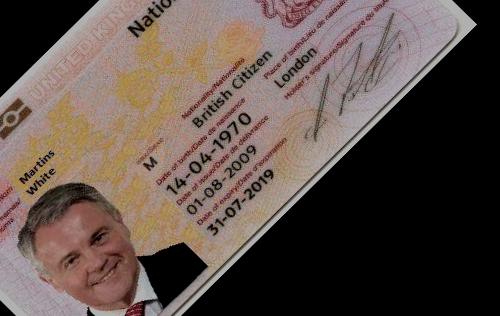 UNITED KING
Natio
Martins
White
M
Nationality/Nationalité
British Citizen
Place of birth/Lieu de naissance
London
Holder's signature/Signature du titulaire
Date of birth/Date de naissance
14-04-1970
Date of issue/Date de délivrance
01-08-2009
Date of expiry/Date d'expiration
31-07-2019